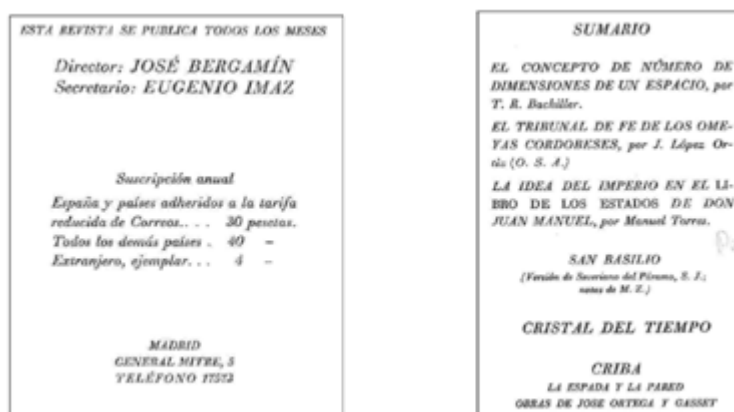 ESTA REVISTA SE PUBLICA TODOS LOS MESES
Director: JOSÉ BERGAMÍN
Secretario: EUGENIO IMAZ
Suscripción anual
España y países adheridos a la tarifa
reducida de Correos.... 30 pesetas.
Todos los demás países . 40 –
Extranjero, ejemplar... 4 –
MADRID
GENERAL MITRE, 5
TELÉFONO 17573
SUMARIO
EL CONCEPTO DE NÚMERO DE
DIMENSIONES DE UN ESPACIO, por
T. R. Bachiller.
EL TRIBUNAL DE FE DE LOS OME-
YAS CORDOBESES, por J. López Or-
tiz (O. S. A.)
LA IDEA DEL IMPERIO EN EL LI-
BRO DE LOS ESTADOS DE DON
JUAN MANUEL, por Manuel Torres.
SAN BASILIO
(Versión de Severiano del Páramo, S. J.;
notas de M. Z.)
CRISTAL DEL TIEMPO
CRIBA
LA ESPADA Y LA PARED
OBRAS DE JOSE ORTEGA Y GASSET